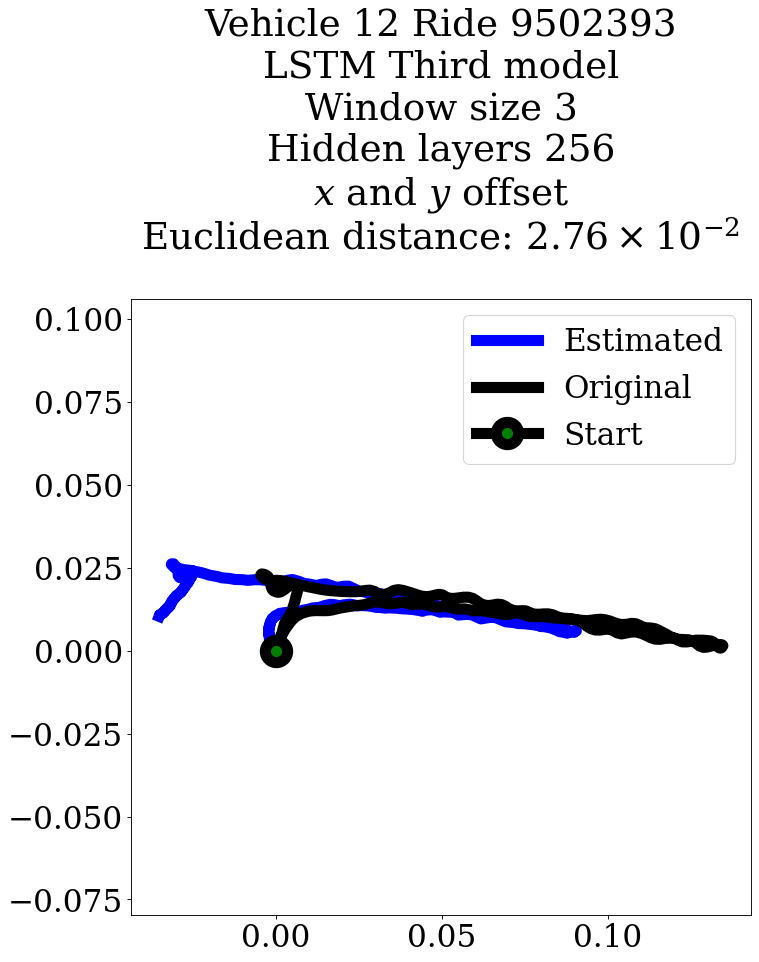 Vehicle 12 Ride 9502393
LSTM Third model
Window size 3
Hidden layers 256
x and y offset
Euclidean distance: 2.76 × 10⁻²
Estimated
Original
Start
0.100
0.075
0.050
0.025
0.000
−0.025
−0.050
−0.075
0.00 0.05 0.10